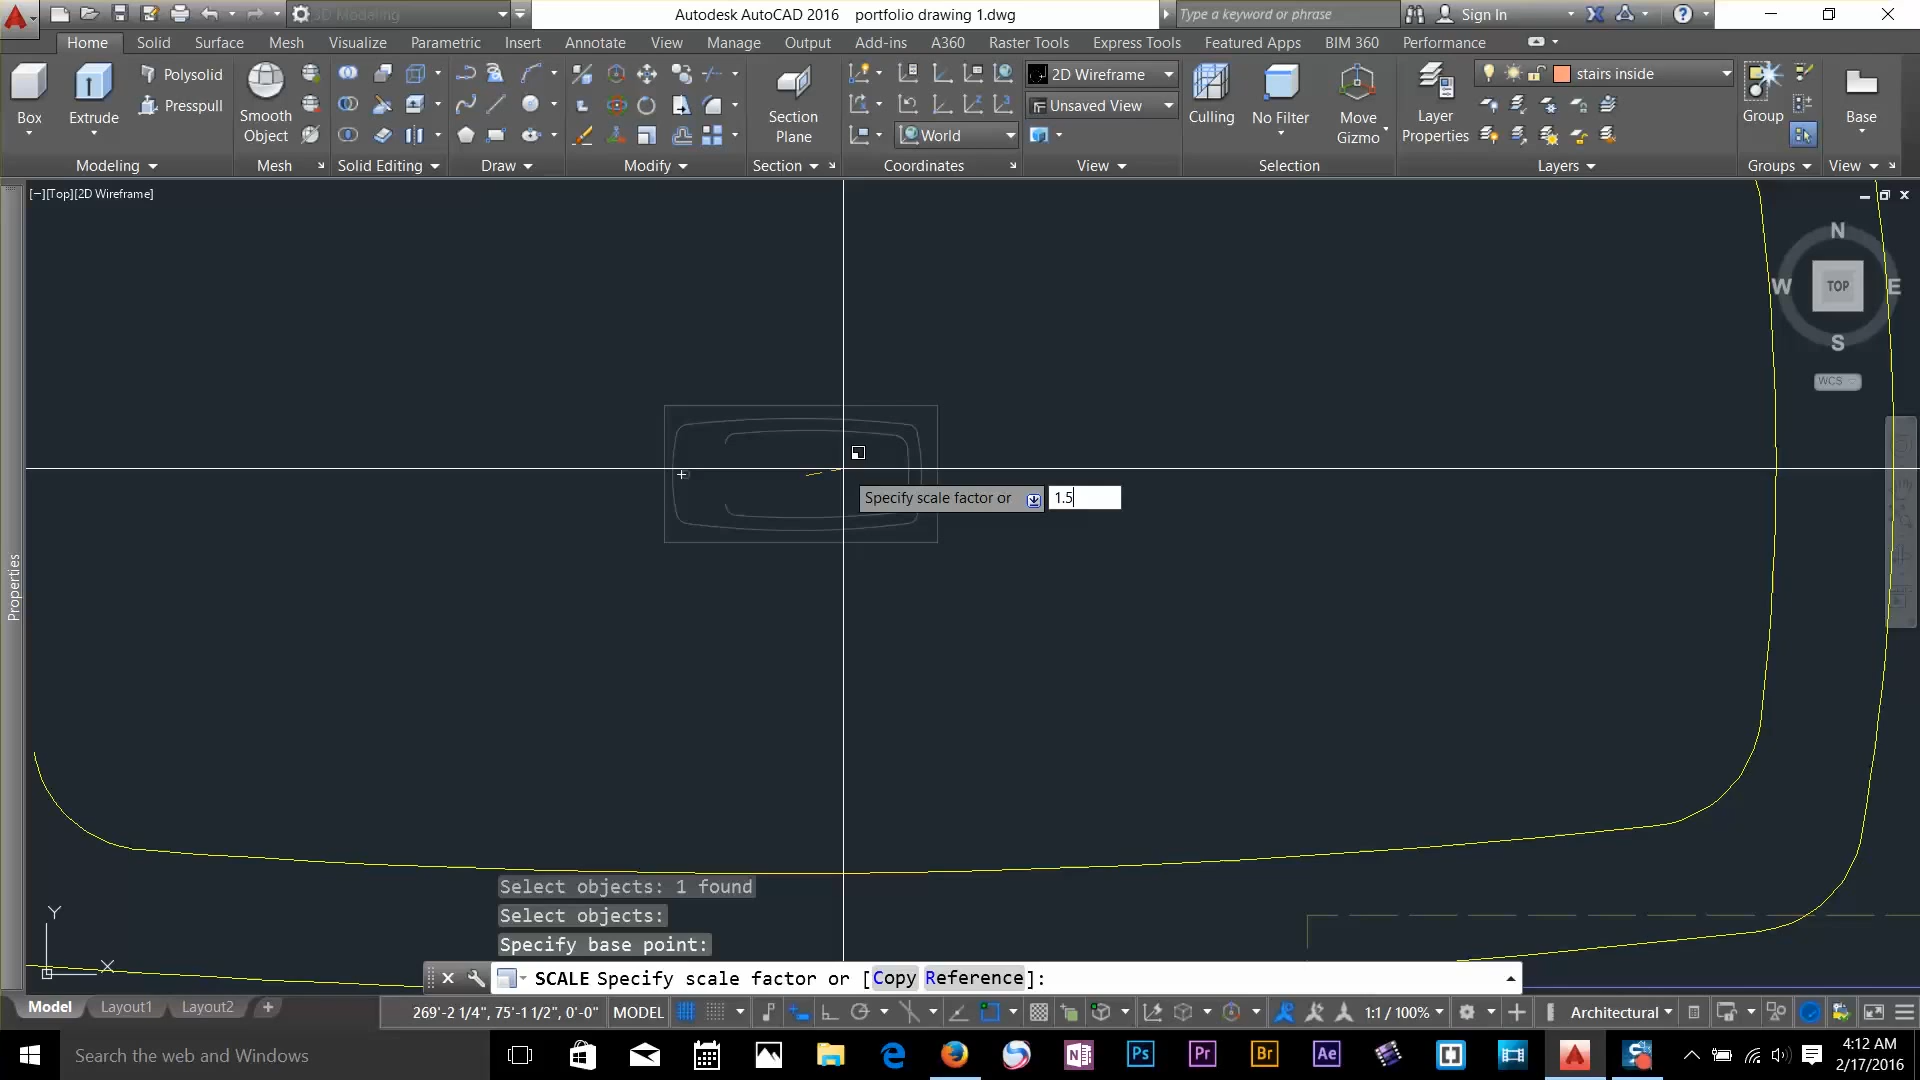 3D Modeling
Autodesk AutoCAD 2016 portfolio drawing 1.dwg
Type a keyword or phrase
Sign In
Home Solid Surface Mesh Visualize Parametric Insert Annotate View Manage Output Add-ins A360 Raster Tools Express Tools Featured Apps BIM 360 Performance
Box
Extrude
Polysolid
Presspull
Smooth
Object
Section
Plane
2D Wireframe
Unsaved View
World
Culling
No Filter
Move
Gizmo
Layer
Properties
stairs inside
Group
Base
Modeling Mesh Solid Editing Draw Modify Section Coordinates View Selection Layers Groups View
[−][Top][2D Wireframe]
N
W TOP E
S
WCS
Specify scale factor or 1.5
Properties
Select objects: 1 found
Select objects:
Specify base point:
Y
X
SCALE Specify scale factor or [Copy Reference]:
Model Layout1 Layout2 +
269'-2 1/4", 75'-1 1/2", 0'-0" MODEL 1:1 / 100% Architectural
Search the web and Windows
N Ps Pr Br Ae
4:12 AM
2/17/2016